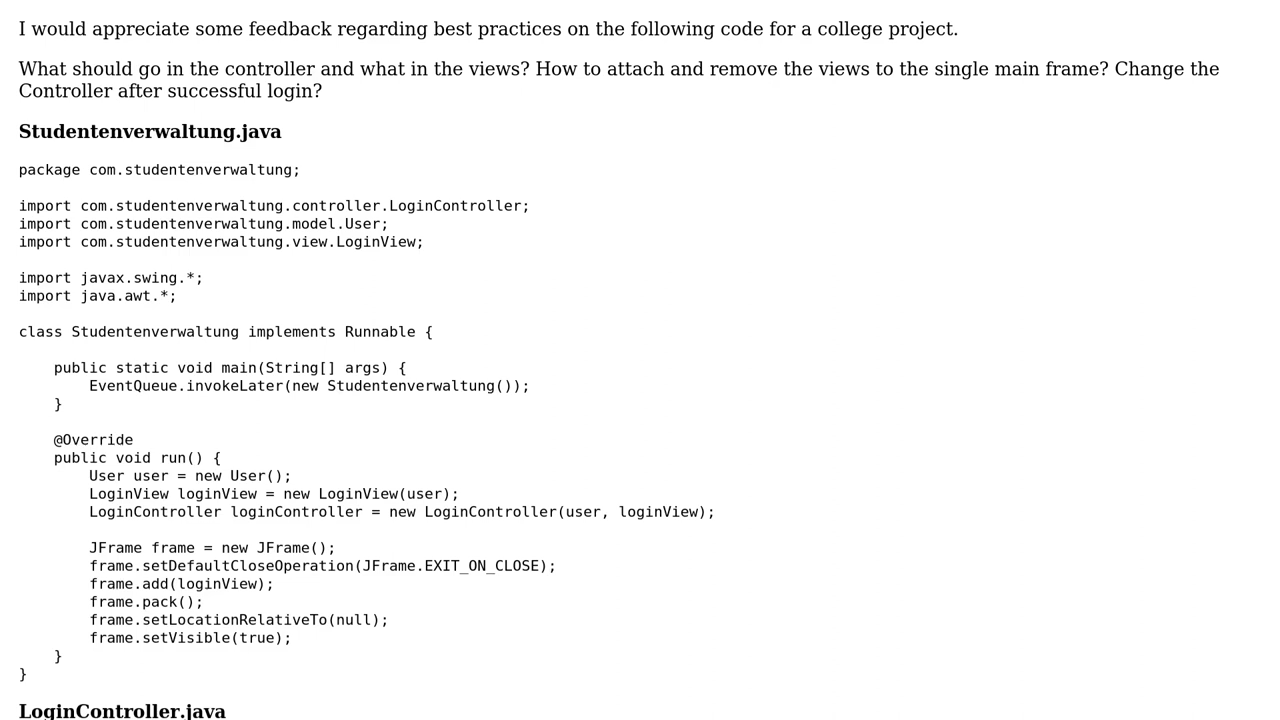 I would appreciate some feedback regarding best practices on the following code for a college project.
What should go in the controller and what in the views? How to attach and remove the views to the single main frame? Change the
Controller after successful login?
Studentenverwaltung.java
package com.studentenverwaltung;
import com.studentenverwaltung.controller.LoginController;
import com.studentenverwaltung.model.User;
import com.studentenverwaltung.view.LoginView;
import javax.swing.*;
import java.awt.*;
class Studentenverwaltung implements Runnable {
    public static void main(String[] args) {
        EventQueue.invokeLater(new Studentenverwaltung());
    }
    @Override
    public void run() {
        User user = new User();
        LoginView loginView = new LoginView(user);
        LoginController loginController = new LoginController(user, loginView);
        JFrame frame = new JFrame();
        frame.setDefaultCloseOperation(JFrame.EXIT_ON_CLOSE);
        frame.add(loginView);
        frame.pack();
        frame.setLocationRelativeTo(null);
        frame.setVisible(true);
    }
}
LoginController.java